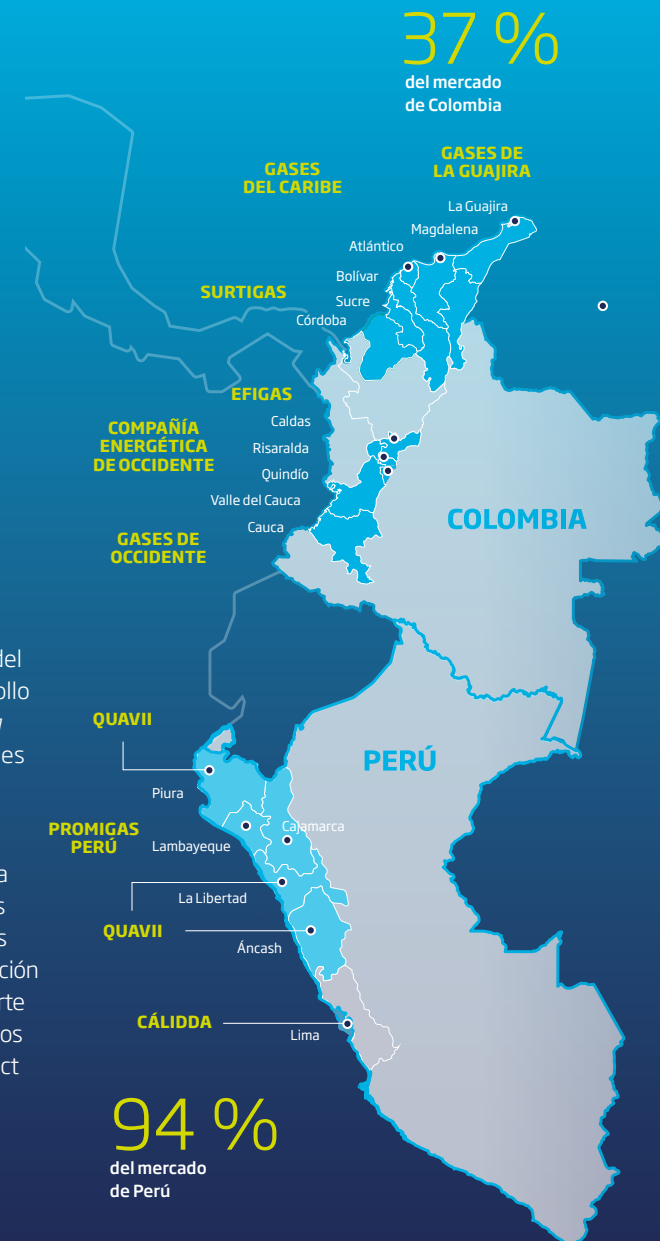 37 %
del mercado
de Colombia
GASES DE
LA GUAJIRA
GASES
DEL CARIBE
La Guajira
Magdalena
Atlántico
Bolívar
SURTIGAS
Sucre
Córdoba
EFIGAS
Caldas
COMPAÑÍA
ENERGÉTICA
DE OCCIDENTE
Risaralda
Quindío
Valle del Cauca
COLOMBIA
Cauca
GASES DE
OCCIDENTE
del
QUAVII
PERÚ
Piura
PROMIGAS
PERÚ
Cajamarca
Lambayeque
La Libertad
QUAVII
Áncash
CÁLIDDA
Lima
94 %
del mercado
de Perú